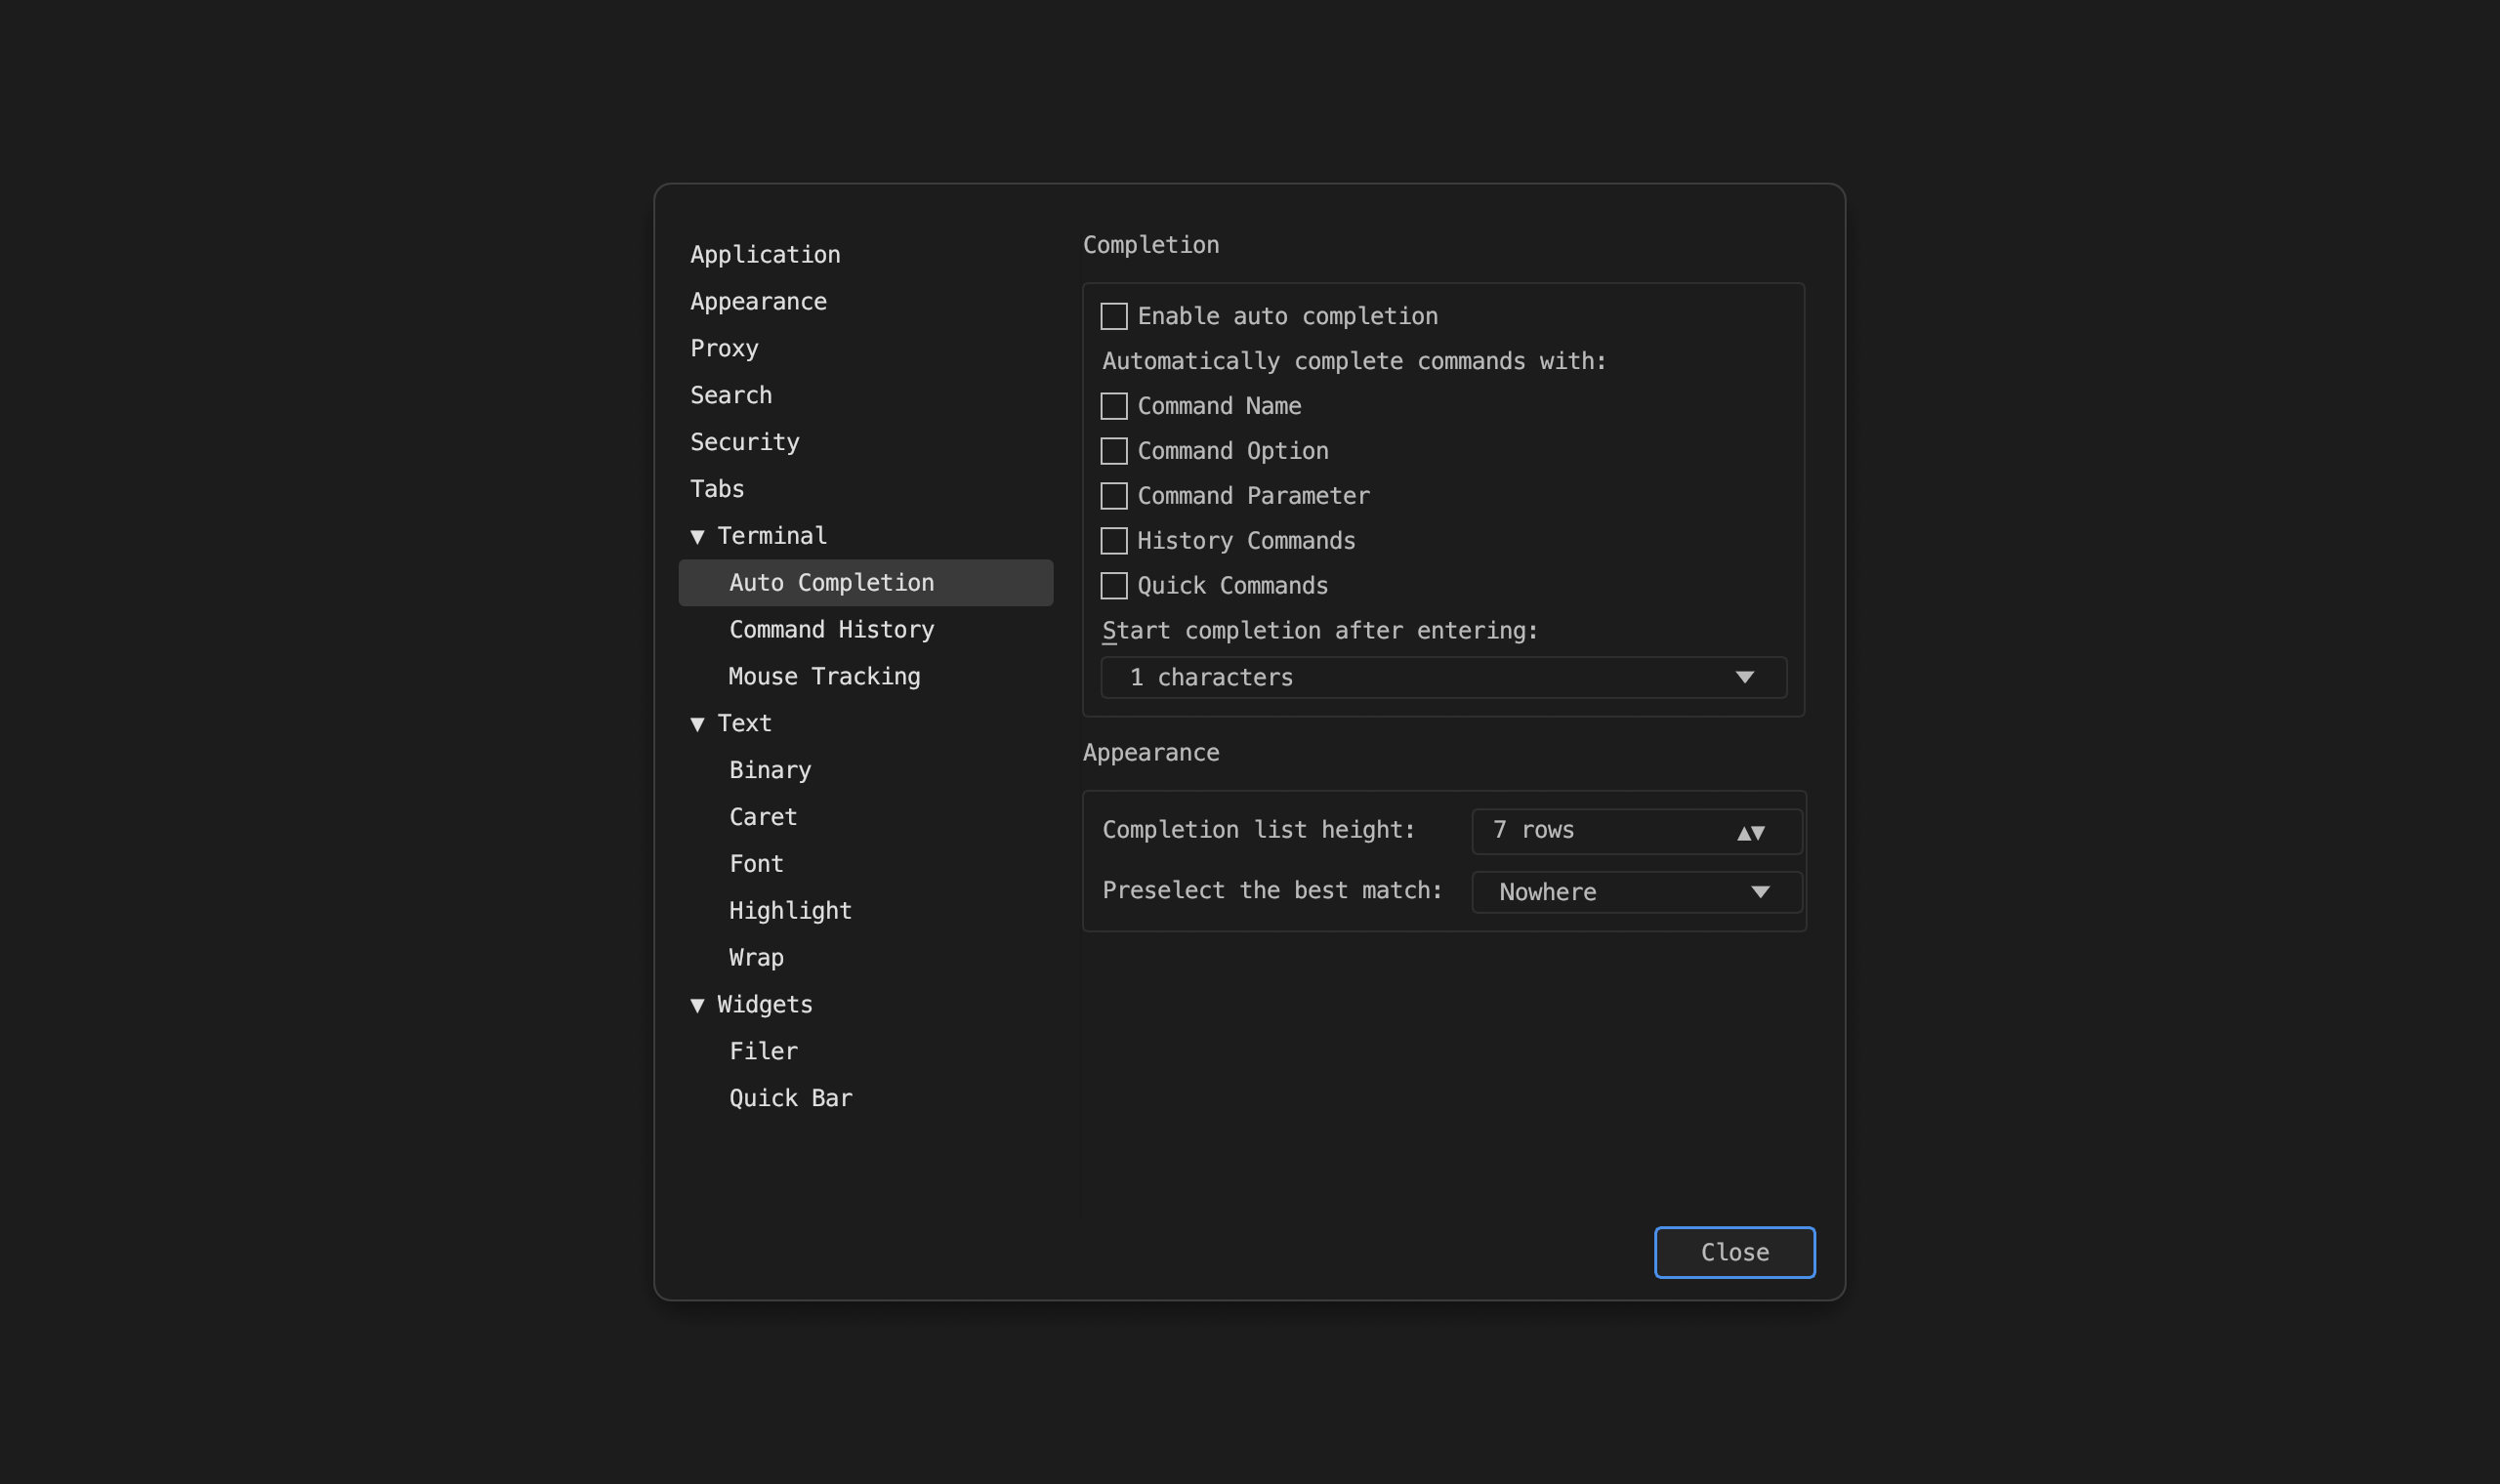 Application
Appearance
Proxy
Search
Security
Tabs
▼ Terminal
Auto Completion
Command History
Mouse Tracking
▼ Text
Binary
Caret
Font
Highlight
Wrap
▼ Widgets
Filer
Quick Bar
Completion
Enable auto completion
Automatically complete commands with:
Command Name
Command Option
Command Parameter
History Commands
Quick Commands
Start completion after entering:
1 characters
Appearance
Completion list height: 7 rows
Preselect the best match: Nowhere
Close